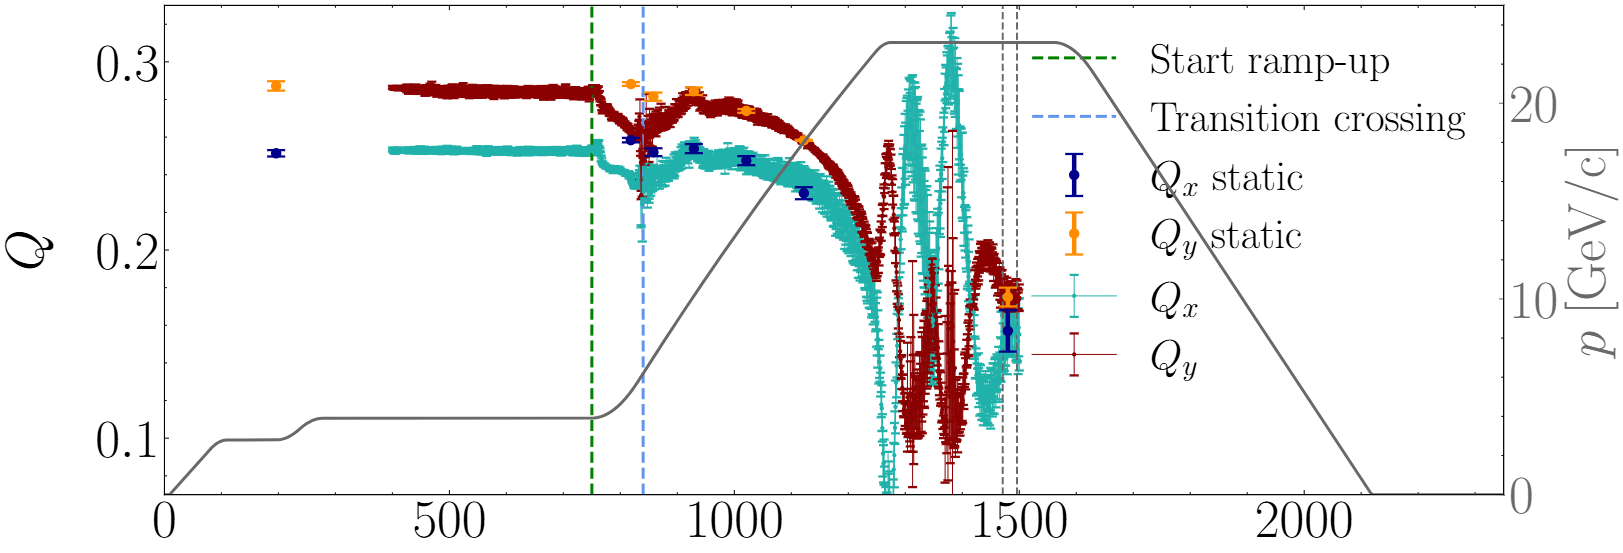 0.3
0.2
0.1
Q
0
500
1000
1500
2000
20
10
0
p [GeV/c]
Start ramp-up
Transition crossing
Qx static
Qy static
Qx
Qy